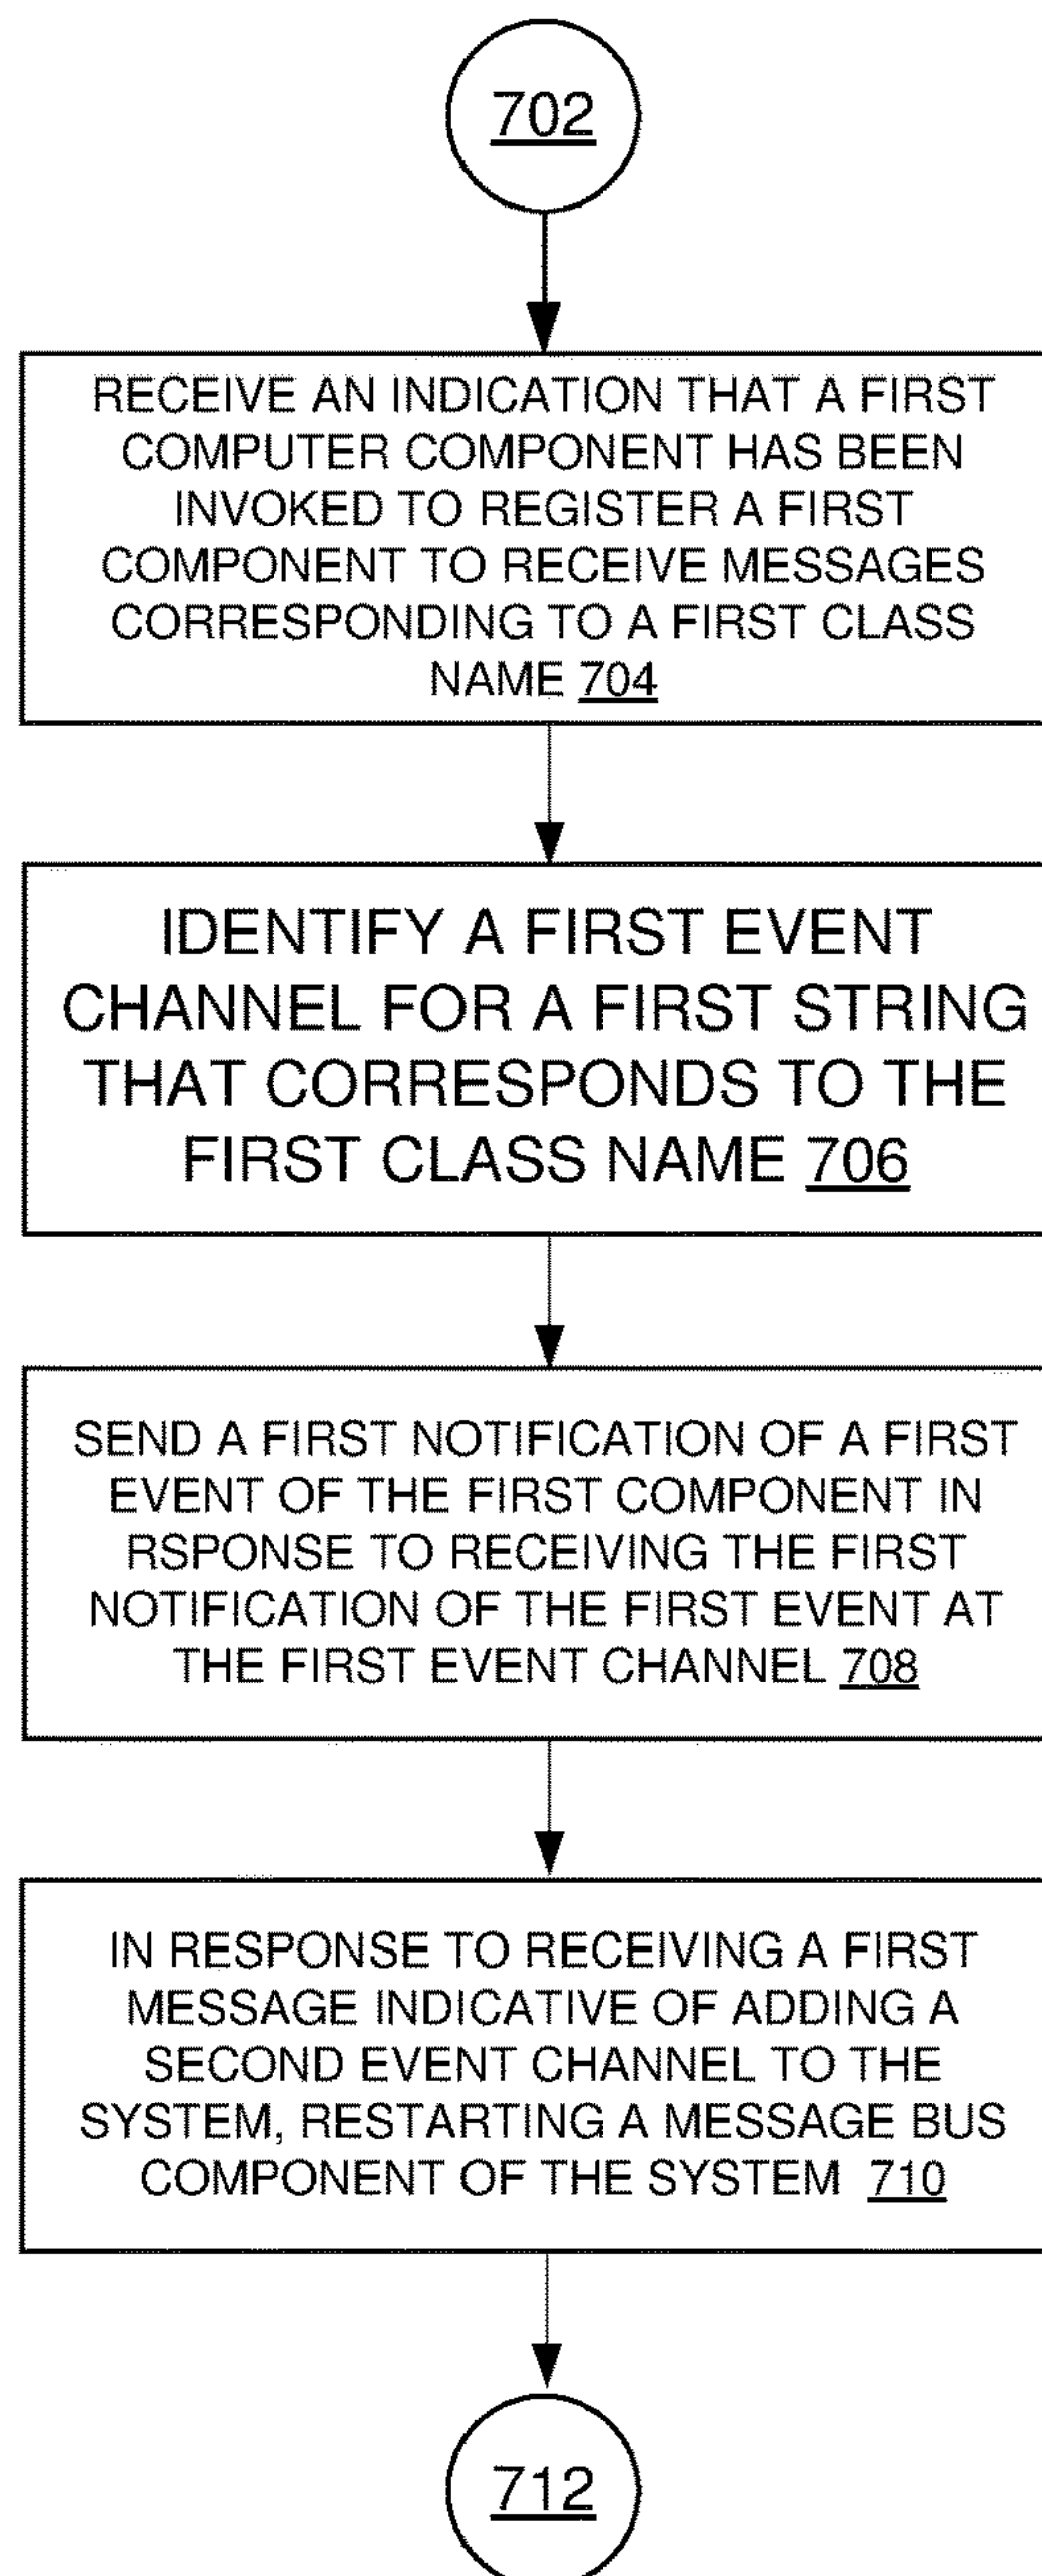 702
RECEIVE AN INDICATION THAT A FIRST
COMPUTER COMPONENT HAS BEEN
INVOKED TO REGISTER A FIRST
COMPONENT TO RECEIVE MESSAGES
CORRESPONDING TO A FIRST CLASS
NAME 704
IDENTIFY A FIRST EVENT
CHANNEL FOR A FIRST STRING
THAT CORRESPONDS TO THE
FIRST CLASS NAME 706
SEND A FIRST NOTIFICATION OF A FIRST
EVENT OF THE FIRST COMPONENT IN
RSPONSE TO RECEIVING THE FIRST
NOTIFICATION OF THE FIRST EVENT AT
THE FIRST EVENT CHANNEL 708
IN RESPONSE TO RECEIVING A FIRST
MESSAGE INDICATIVE OF ADDING A
SECOND EVENT CHANNEL TO THE
SYSTEM, RESTARTING A MESSAGE BUS
COMPONENT OF THE SYSTEM 710
712